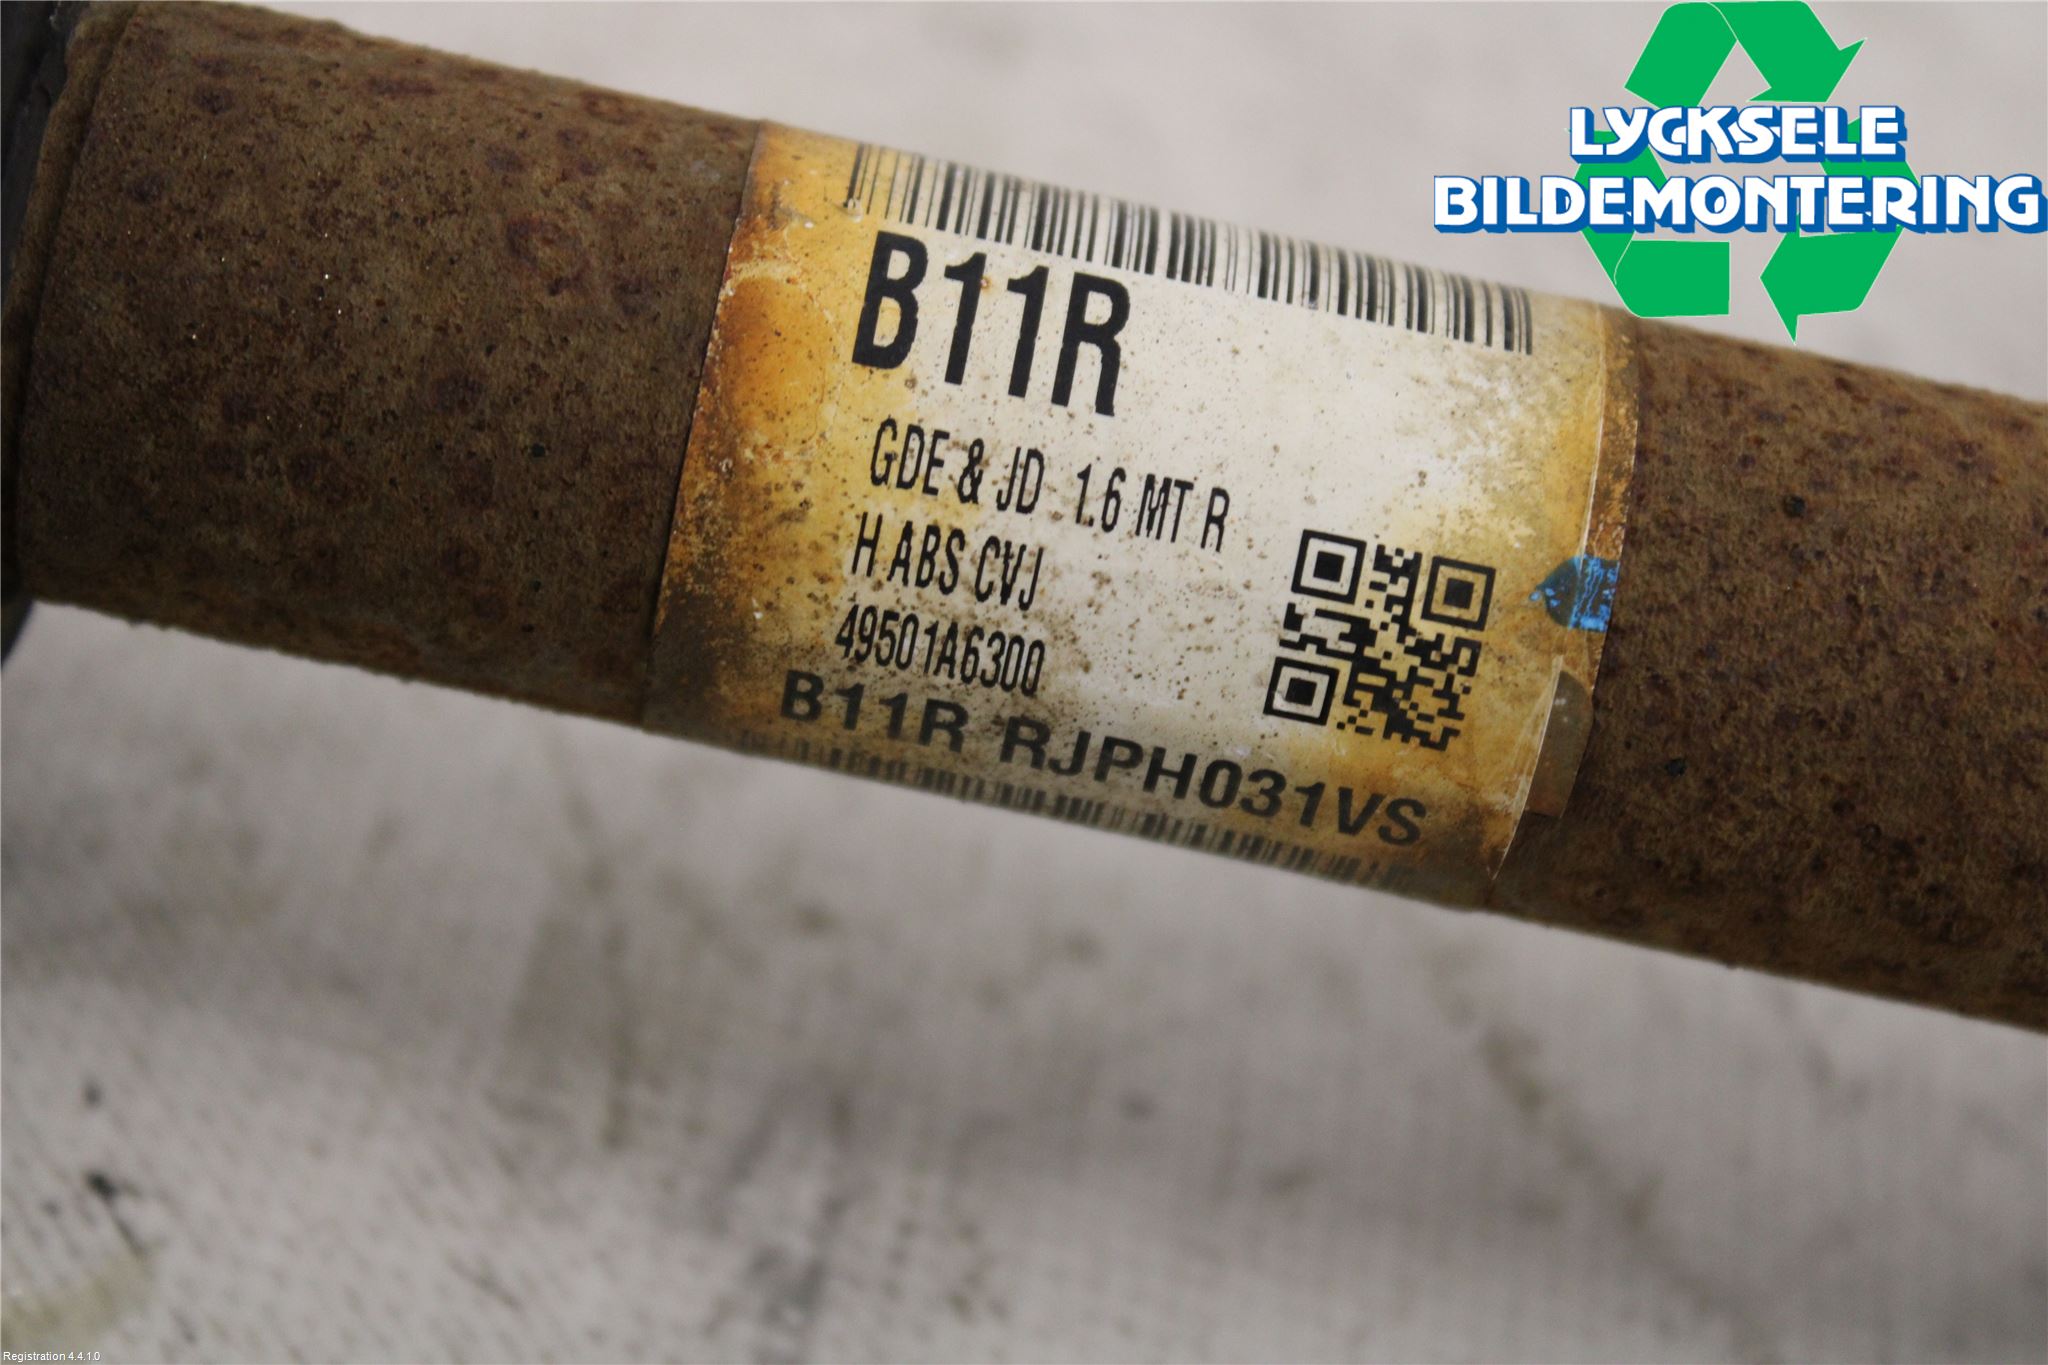 LYCKSELE
BILDEMONTERING
B11R
GDE & JD 1.6 MT R
H ABS CVJ
49501A6300
B11R RJPH031VS
Registration 4.4.1.0